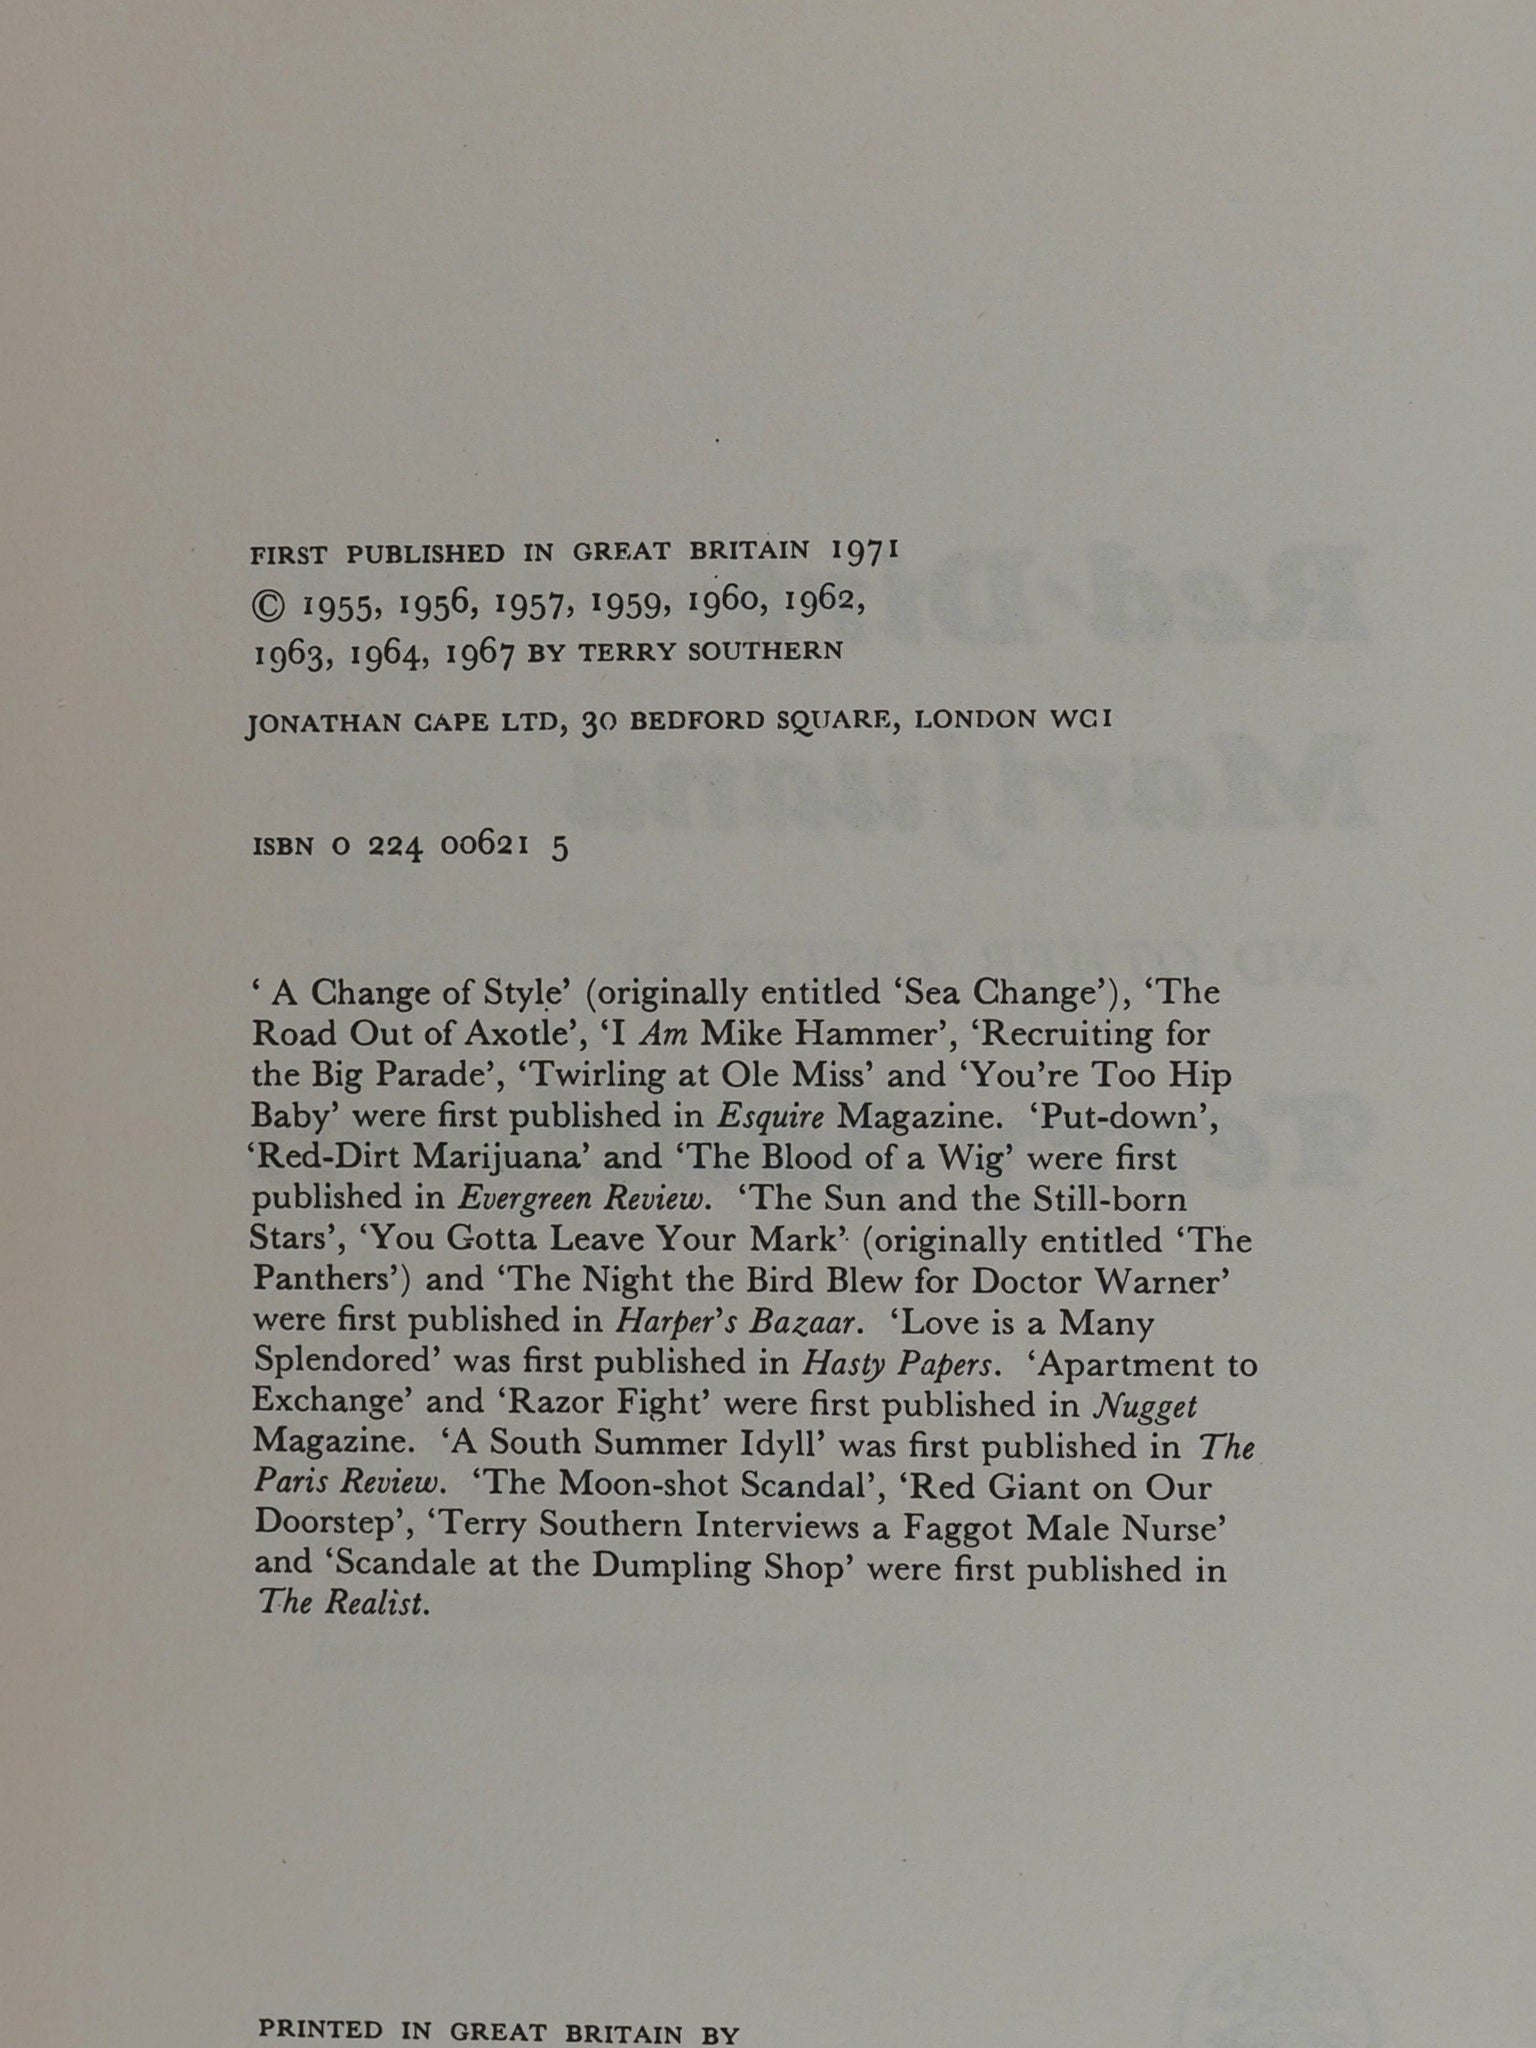 FIRST PUBLISHED IN GREAT BRITAIN 1971
© 1955, 1956, 1957, 1959, 1960, 1962,
1963, 1964, 1967 BY TERRY SOUTHERN
JONATHAN CAPE LTD, 30 BEDFORD SQUARE, LONDON WC1
ISBN 0 224 00621 5
‘ A Change of Style’ (originally entitled ‘Sea Change’), ‘The
Road Out of Axotle’, ‘I Am Mike Hammer’, ‘Recruiting for
the Big Parade’, ‘Twirling at Ole Miss’ and ‘You're Too Hip
Baby’ were first published in Esquire Magazine. ‘Put-down’,
‘Red-Dirt Marijuana’ and ‘The Blood of a Wig’ were first
published in Evergreen Review. ‘The Sun and the Still-born
Stars’, ‘You Gotta Leave Your Mark’ (originally entitled ‘The
Panthers’) and ‘The Night the Bird Blew for Doctor Warner’
were first published in Harper's Bazaar. ‘Love is a Many
Splendored’ was first published in Hasty Papers. ‘Apartment to
Exchange’ and ‘Razor Fight’ were first published in Nugget
Magazine. ‘A South Summer Idyll’ was first published in The
Paris Review. ‘The Moon-shot Scandal’, ‘Red Giant on Our
Doorstep’, ‘Terry Southern Interviews a Faggot Male Nurse’
and ‘Scandale at the Dumpling Shop’ were first published in
The Realist.
PRINTED IN GREAT BRITAIN BY